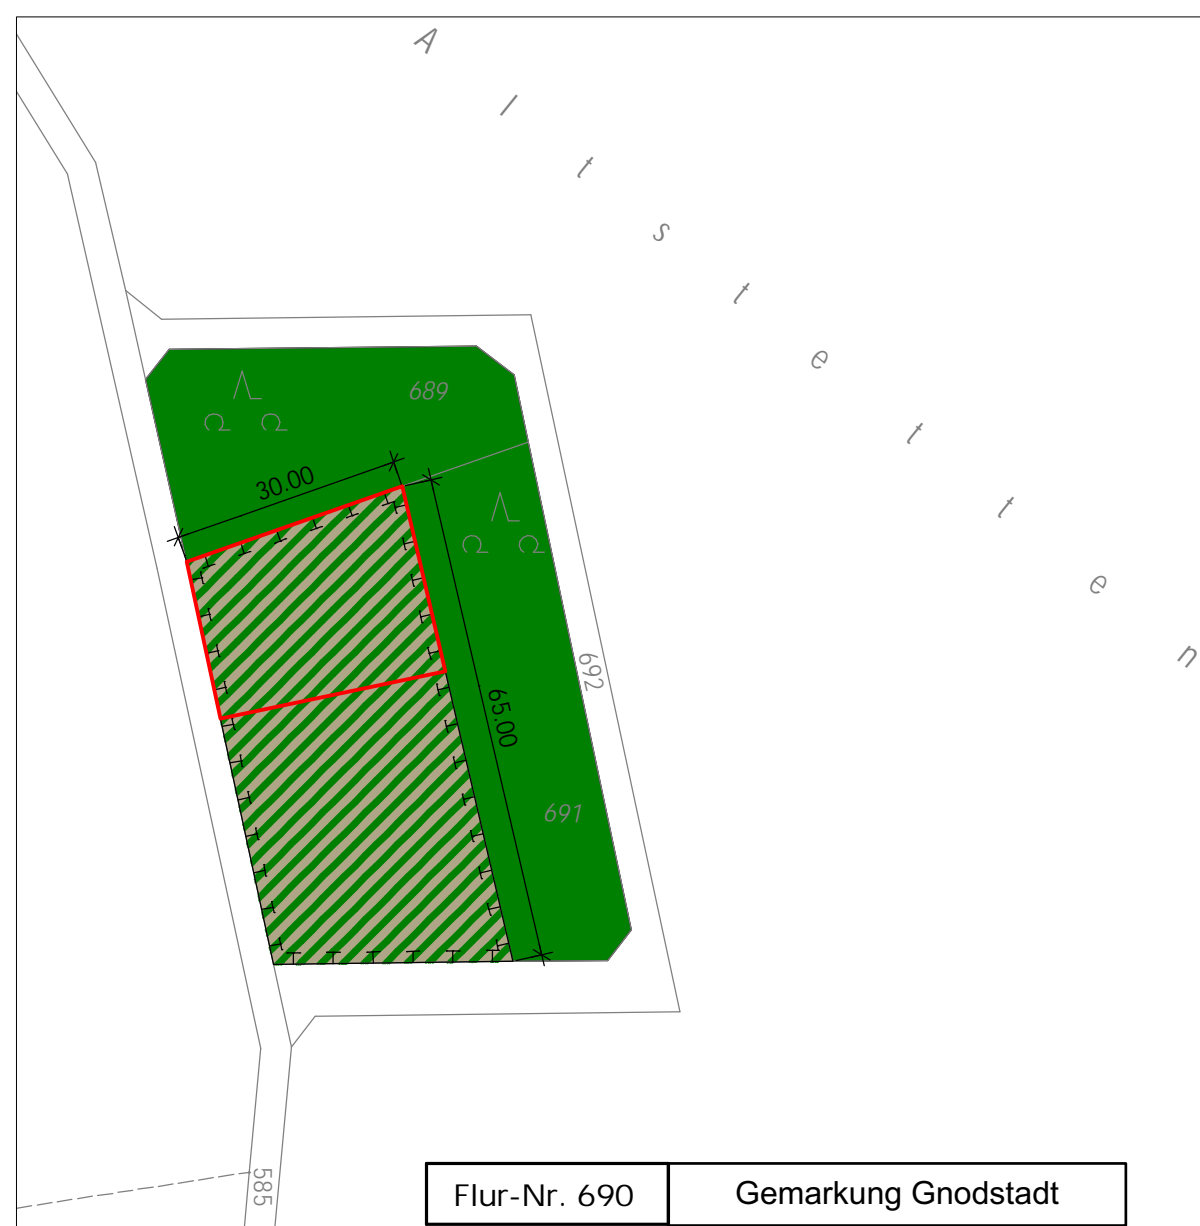 Altstetten
689
30.00
692
65.00
691
585
Flur-Nr. 690
Gemarkung Gnodstadt